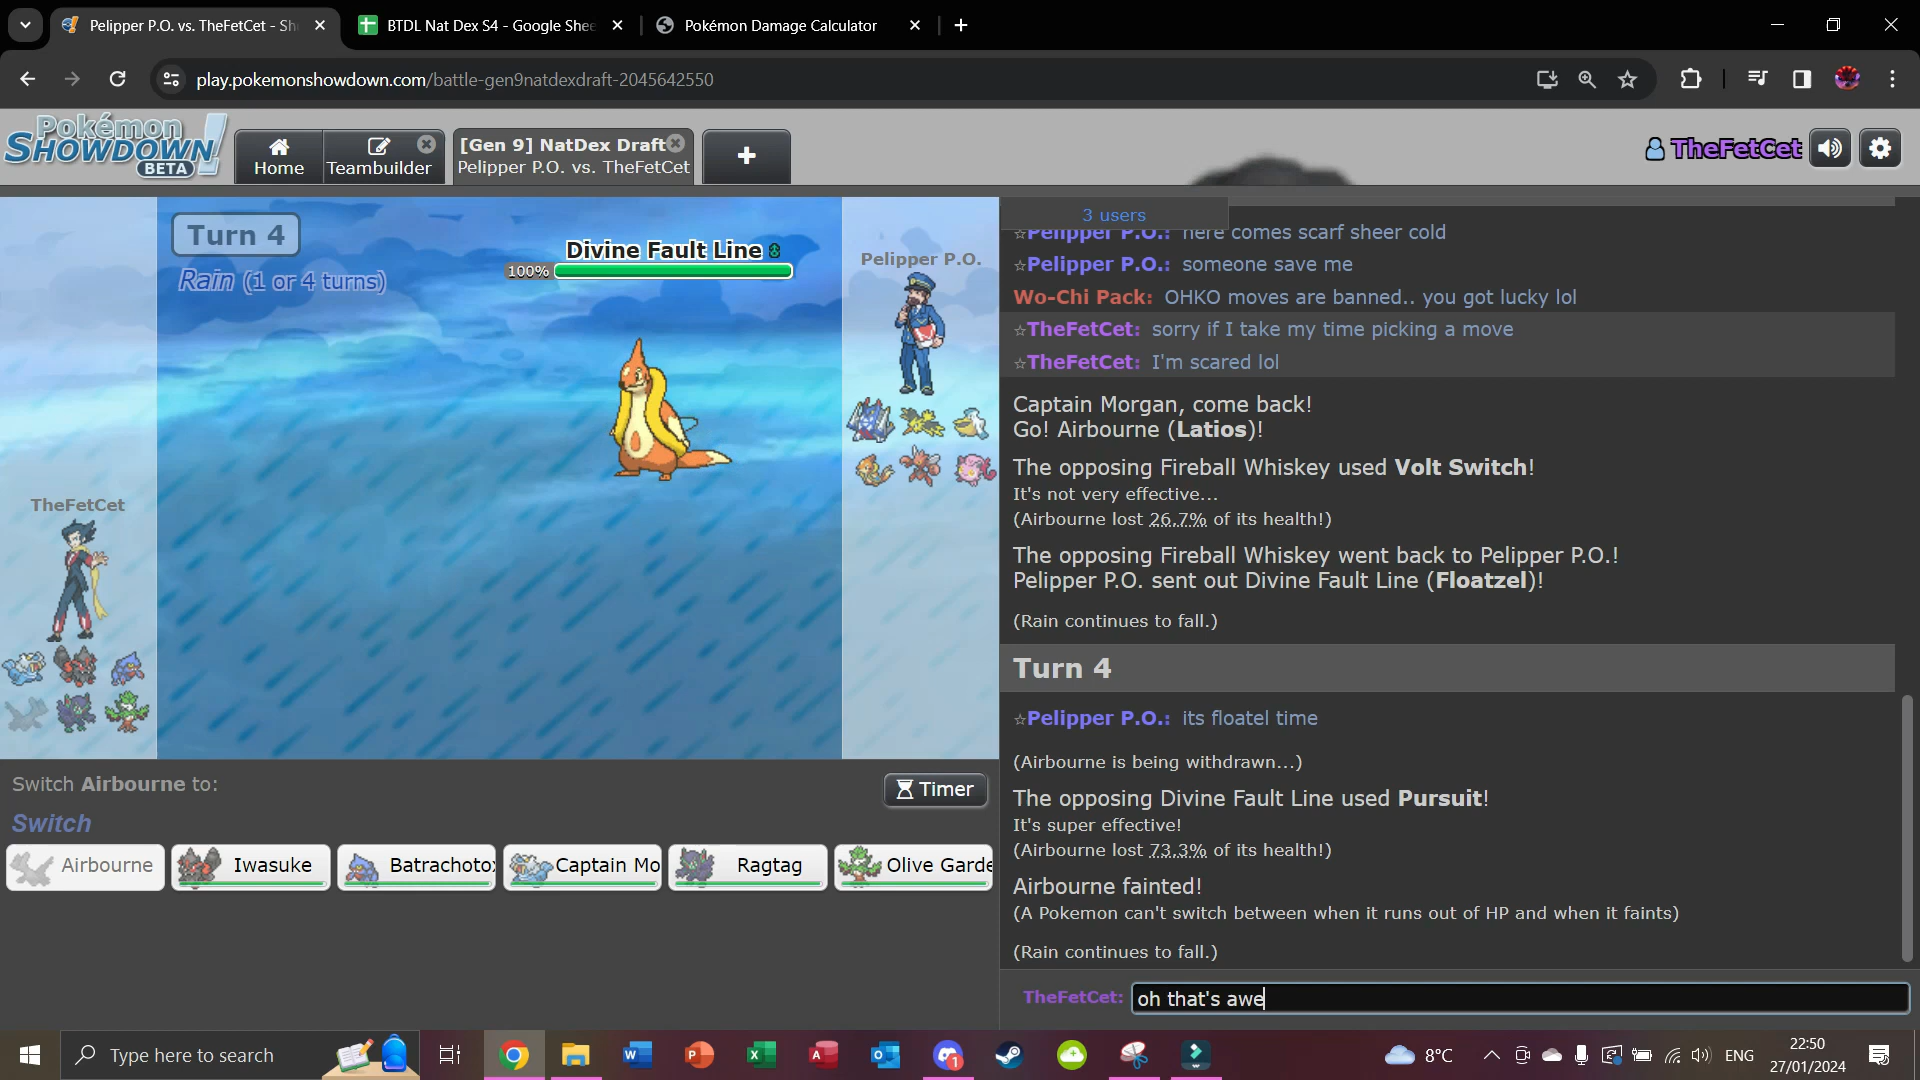 Pelipper P.O. vs. TheFetCet - Sh
BTDL Nat Dex S4 - Google Shee
Pokémon Damage Calculator
play.pokemonshowdown.com/battle-gen9natdexdraft-2045642550
Pokémon
SHOWDOWN!
BETA
Home
Teambuilder
[Gen 9] NatDex Draft
Pelipper P.O. vs. TheFetCet
TheFetCet
Turn 4
Rain (1 or 4 turns)
Divine Fault Line
100%
Pelipper P.O.
TheFetCet
3 users
☆Pelipper P.O.: here comes scarf sheer cold
☆Pelipper P.O.: someone save me
Wo-Chi Pack: OHKO moves are banned.. you got lucky lol
☆TheFetCet: sorry if I take my time picking a move
☆TheFetCet: I'm scared lol
Captain Morgan, come back!
Go! Airbourne (Latios)!
The opposing Fireball Whiskey used Volt Switch!
It's not very effective...
(Airbourne lost 26.7% of its health!)
The opposing Fireball Whiskey went back to Pelipper P.O.!
Pelipper P.O. sent out Divine Fault Line (Floatzel)!
(Rain continues to fall.)
Turn 4
☆Pelipper P.O.: its floatel time
(Airbourne is being withdrawn...)
The opposing Divine Fault Line used Pursuit!
It's super effective!
(Airbourne lost 73.3% of its health!)
Airbourne fainted!
(A Pokemon can't switch between when it runs out of HP and when it faints)
(Rain continues to fall.)
TheFetCet: oh that's awe
Switch Airbourne to:
Timer
Switch
Airbourne
Iwasuke
Batrachotox
Captain Mo
Ragtag
Olive Garde
Type here to search
8°C
ENG
22:50
27/01/2024